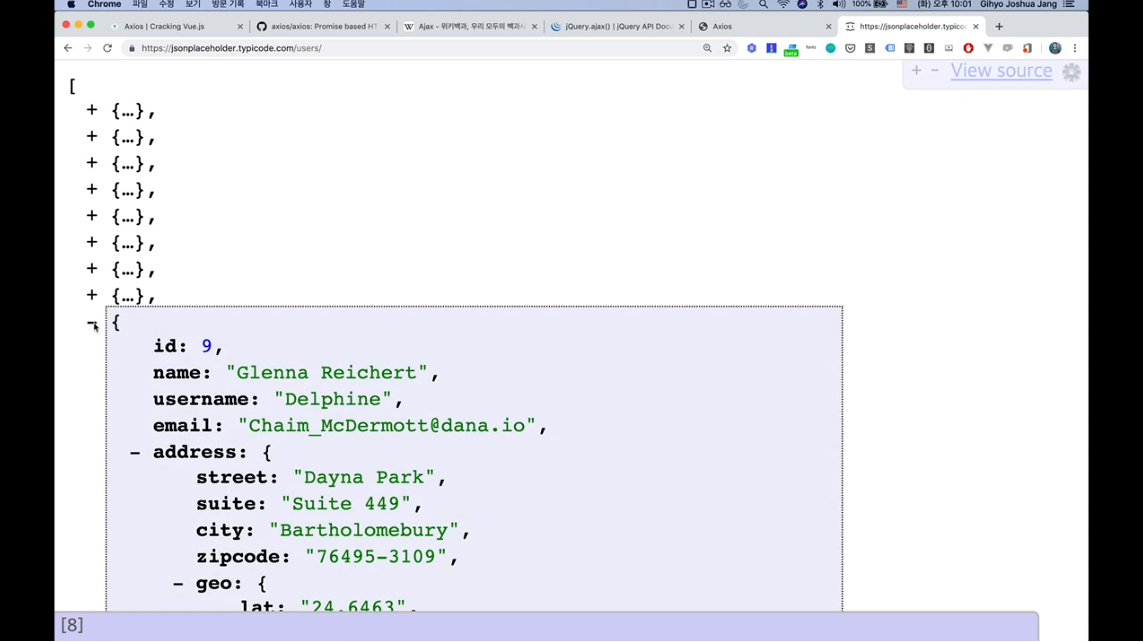 Chrome 파일 수정 보기 방문 기록 북마크 사용자 창 도움말 100% (화) 오후 10:01 Gihyo Joshua Jang
Axios | Cracking Vue.js axios/axios: Promise based HT Ajax - 위키백과, 우리 모두의 백과사 jQuery.ajax() | jQuery API Docu Axios https://jsonplaceholder.typicode
https://jsonplaceholder.typicode.com/users/
beta
+ - View source
[
+ {…},
+ {…},
+ {…},
+ {…},
+ {…},
+ {…},
+ {…},
+ {…},
- {
id: 9,
name: "Glenna Reichert",
username: "Delphine",
email: "Chaim_McDermott@dana.io",
- address: {
street: "Dayna Park",
suite: "Suite 449",
city: "Bartholomebury",
zipcode: "76495-3109",
- geo: {
lat: "24.6463",
[8]